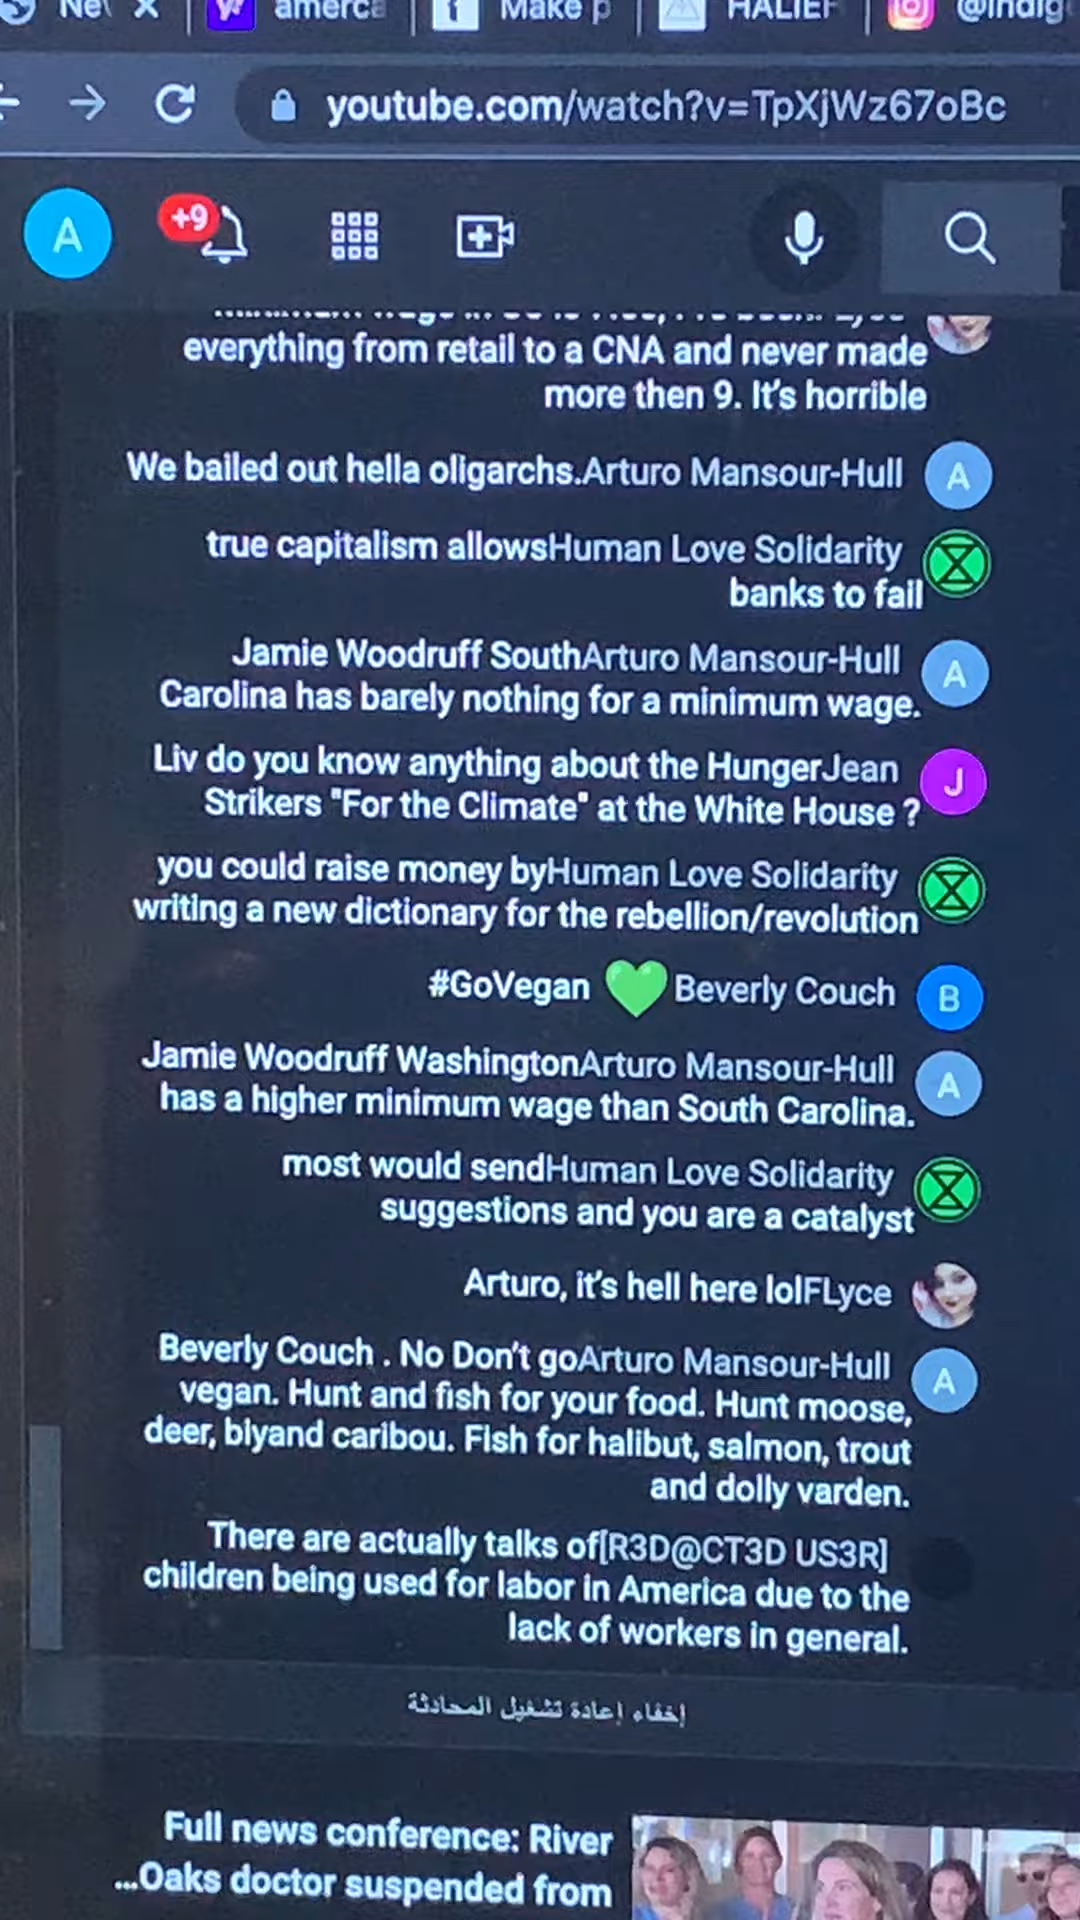 Ne
amerca
Make p
HALIEF
@indig
youtube.com/watch?v=TpXjWz67oBc
A
+9
everything from retail to a CNA and never made
more then 9. It's horrible
We bailed out hella oligarchs.Arturo Mansour-Hull
A
true capitalism allowsHuman Love Solidarity
banks to fail
Jamie Woodruff SouthArturo Mansour-Hull
A
Carolina has barely nothing for a minimum wage.
Liv do you know anything about the HungerJean
J
Strikers "For the Climate" at the White House ?
you could raise money byHuman Love Solidarity
writing a new dictionary for the rebellion/revolution
#GoVegan 💚 Beverly Couch
B
Jamie Woodruff WashingtonArturo Mansour-Hull
A
has a higher minimum wage than South Carolina.
most would sendHuman Love Solidarity
suggestions and you are a catalyst
Arturo, it's hell here lolFLyce
Beverly Couch . No Don't goArturo Mansour-Hull
A
vegan. Hunt and fish for your food. Hunt moose,
deer, biyand caribou. Fish for halibut, salmon, trout
and dolly varden.
There are actually talks of[R3D@CT3D US3R]
children being used for labor in America due to the
lack of workers in general.
إخفاء إعادة تشغيل المحادثة
Full news conference: River
...Oaks doctor suspended from